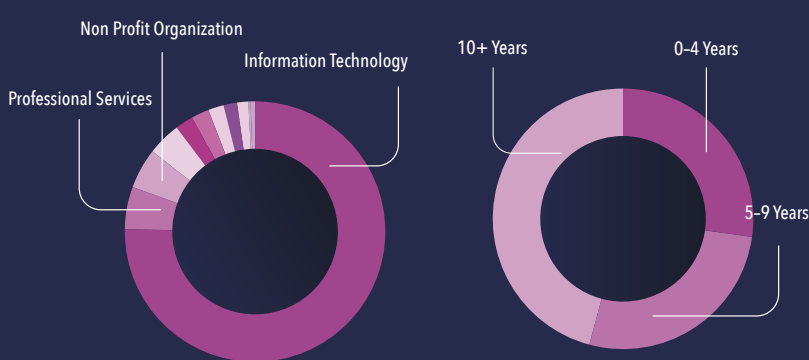 Non Profit Organization
Information Technology
Professional Services
10+ Years
0–4 Years
5–9 Years